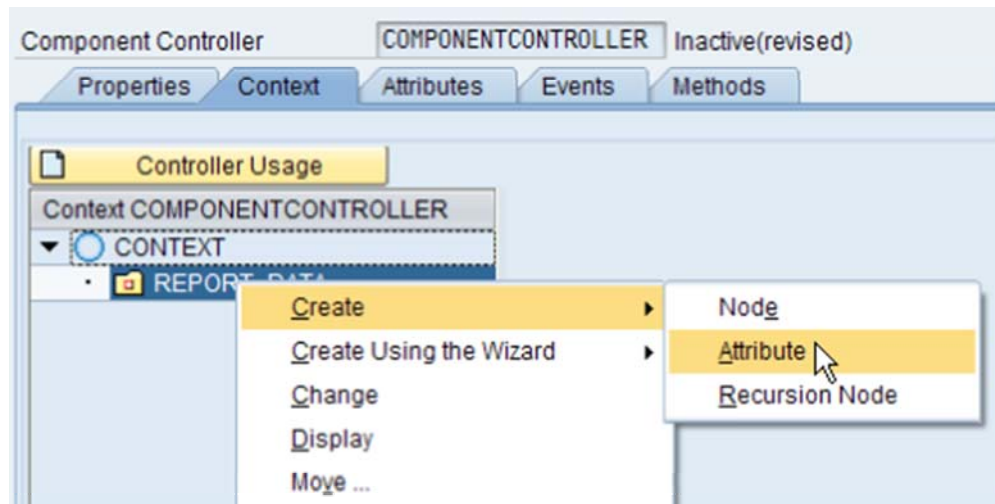 Component Controller COMPONENTCONTROLLER Inactive(revised)
Properties Context Attributes Events Methods
Controller Usage
Context COMPONENTCONTROLLER
CONTEXT
REPORT_DATA
Create
Node
Create Using the Wizard
Attribute
Change
Recursion Node
Display
Move ...